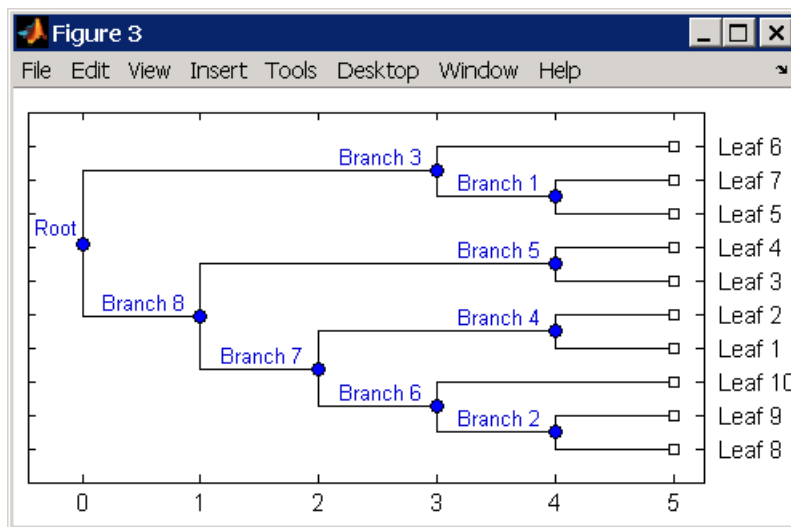 Figure 3
File Edit View Insert Tools Desktop Window Help
Leaf 6
Branch 3
Leaf 7
Branch 1
Leaf 5
Root
Leaf 4
Branch 5
Leaf 3
Branch 8
Leaf 2
Branch 4
Leaf 1
Branch 7
Leaf 10
Branch 6
Leaf 9
Branch 2
Leaf 8
0 1 2 3 4 5